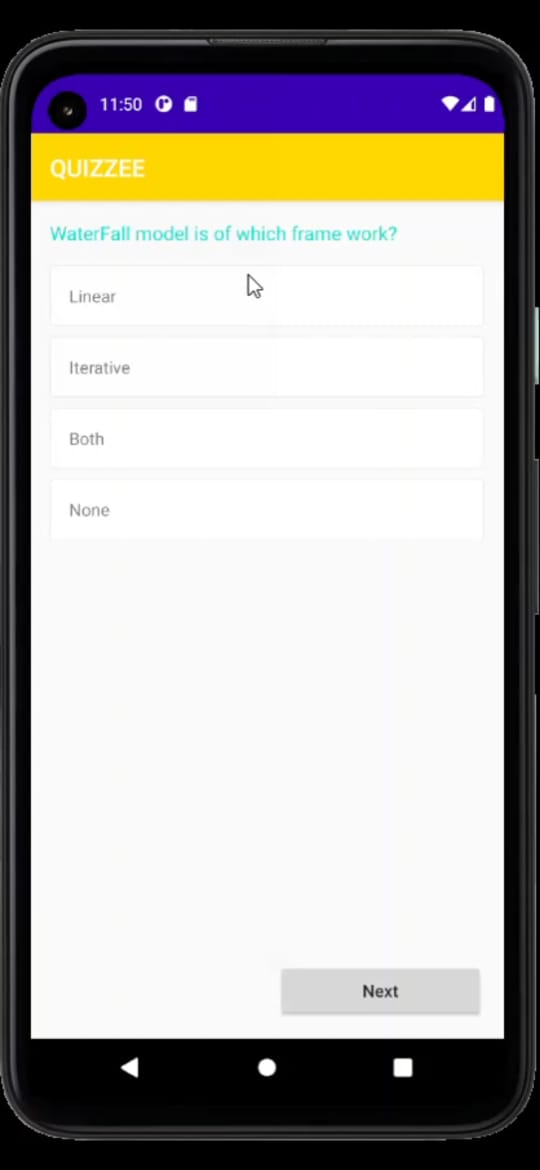 11:50
QUIZZEE
WaterFall model is of which frame work?
Linear
Iterative
Both
None
Next